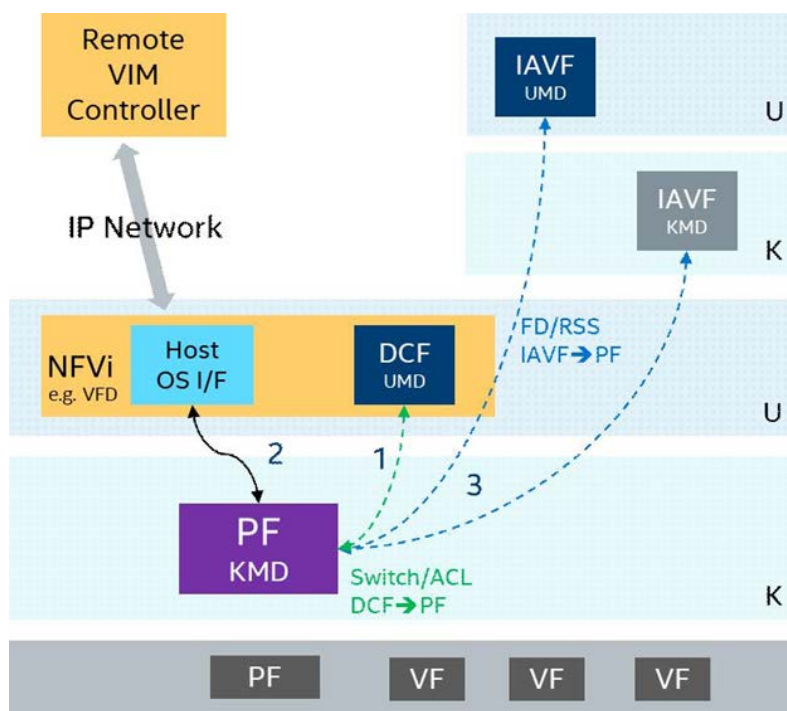 Remote
VIM
Controller
IAVF
UMD
U
IAVF
KMD
K
IP Network
NFVi
e.g. VFD
Host
OS I/F
DCF
UMD
FD/RSS
IAVF➔PF
U
2
1
3
PF
KMD
Switch/ACL
DCF➔PF
K
PF
VF
VF
VF